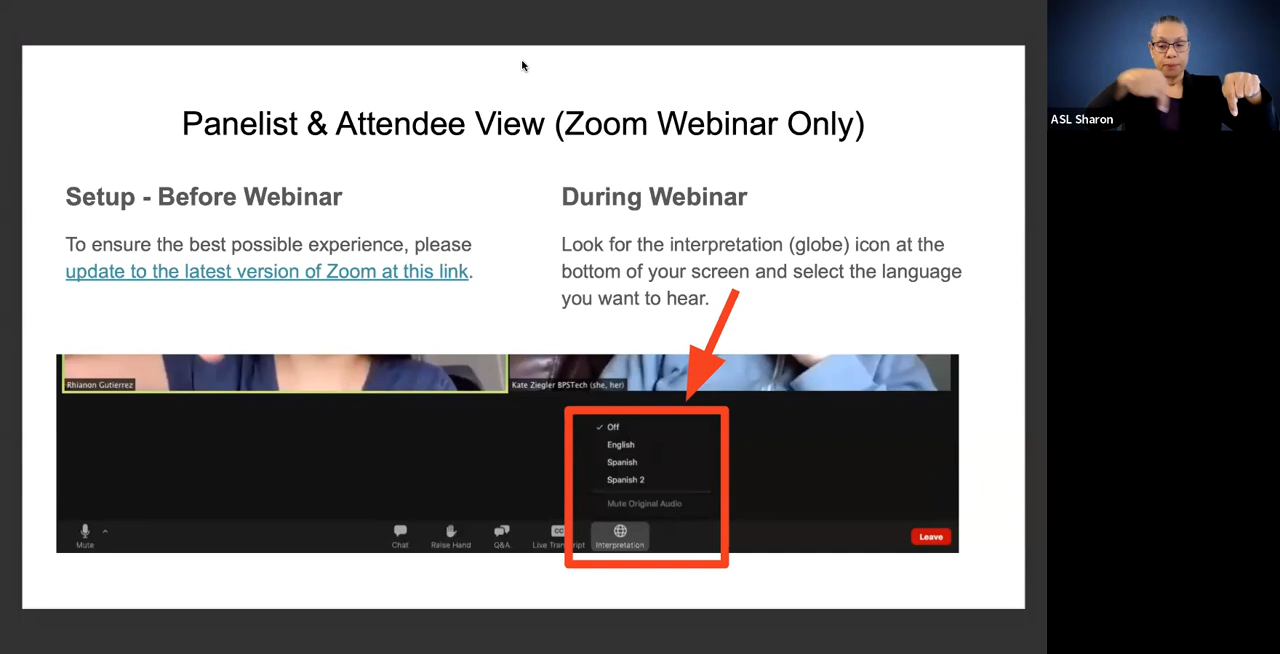 Panelist & Attendee View (Zoom Webinar Only)
Setup - Before Webinar
To ensure the best possible experience, please
update to the latest version of Zoom at this link.
During Webinar
Look for the interpretation (globe) icon at the
bottom of your screen and select the language
you want to hear.
Rhianon Gutierrez
Kate Ziegler BPSTech (she, her)
Off
English
Spanish
Spanish 2
Mute Original Audio
Mute
Chat
Raise Hand
Q&A
CC
Live Transcript
Interpretation
Leave
ASL Sharon